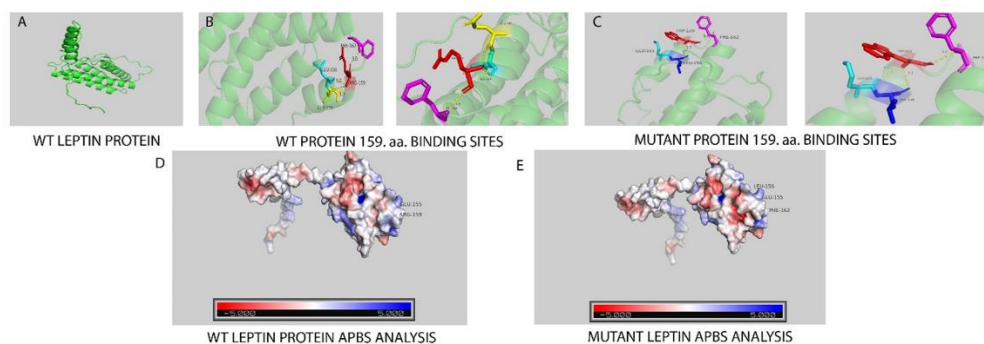 A
B
C
WT LEPTIN PROTEIN
WT PROTEIN 159. aa. BINDING SITES
MUTANT PROTEIN 159. aa. BINDING SITES
D
E
GLU-155
ARG-159
LEU-156
GLU-155
PHE-162
-5.000
5.000
-5.000
5.000
WT LEPTIN PROTEIN APBS ANALYSIS
MUTANT LEPTIN APBS ANALYSIS